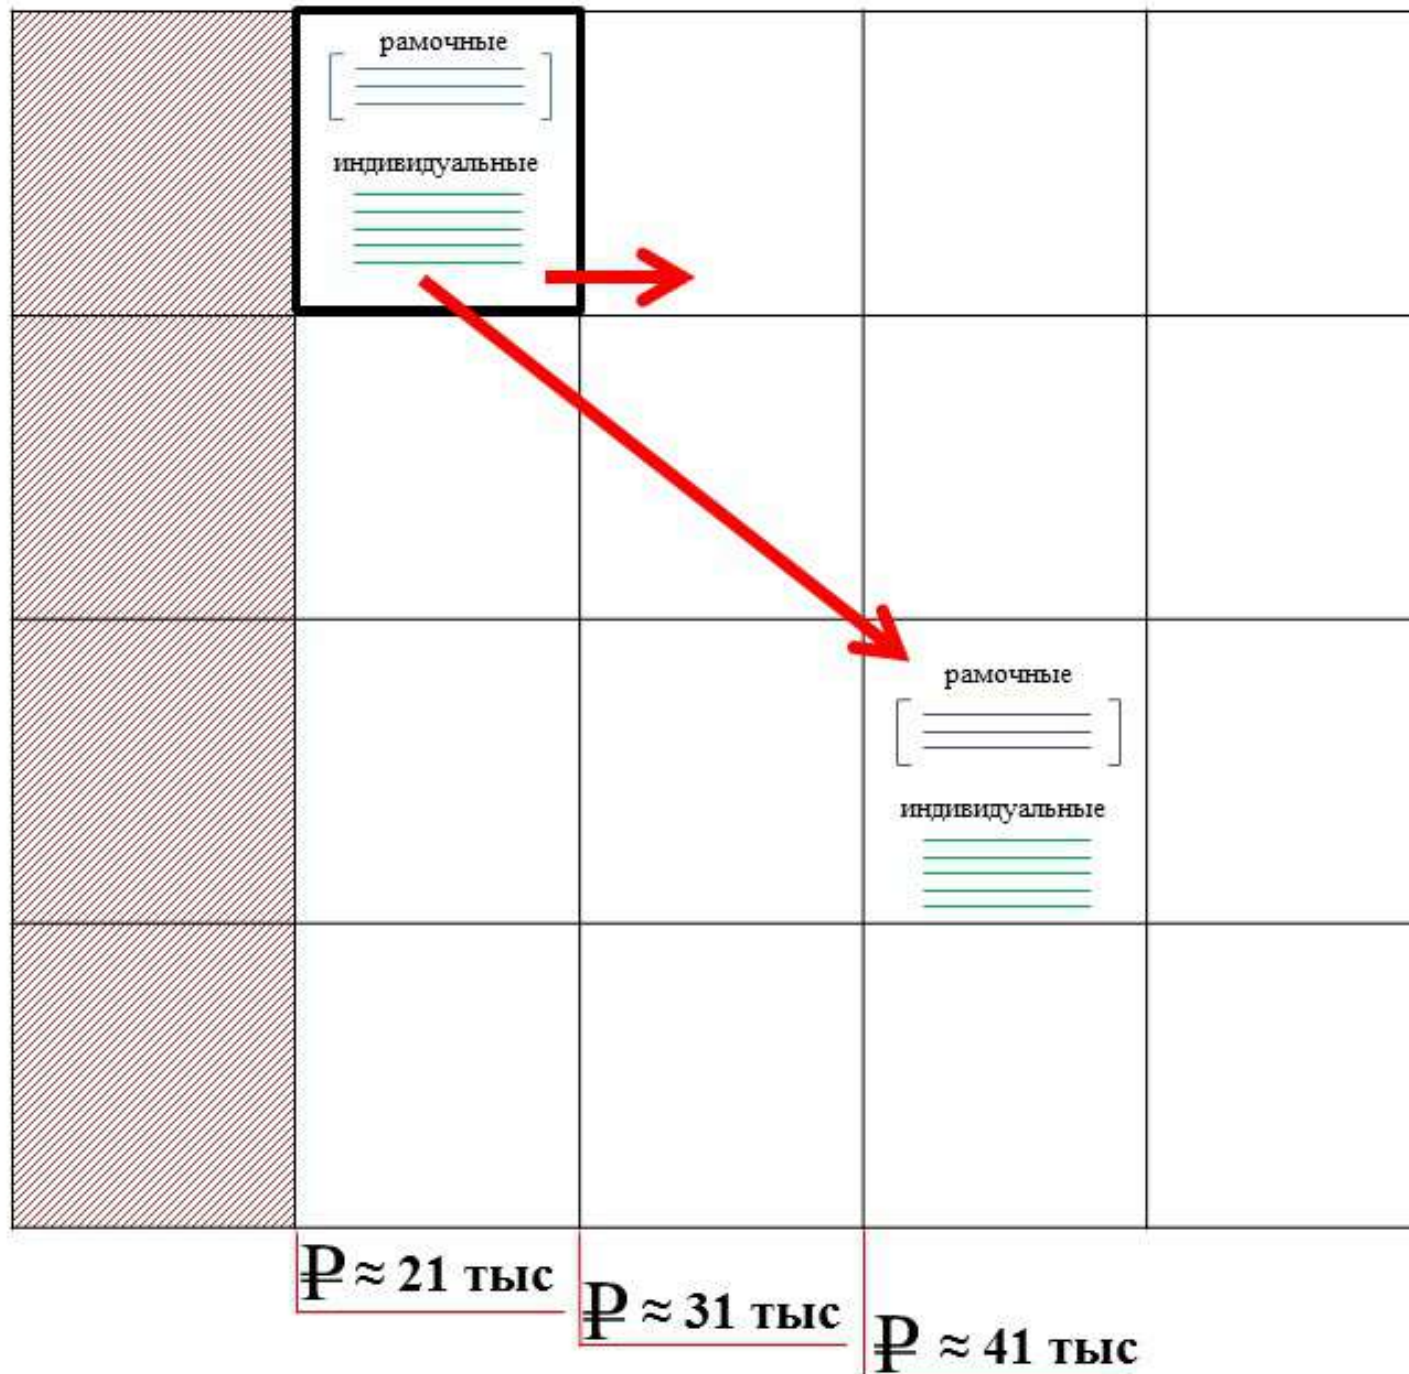 рамочные
индивидуальные
рамочные
индивидуальные
₽ ≈ 21 тыс
₽ ≈ 31 тыс
₽ ≈ 41 тыс